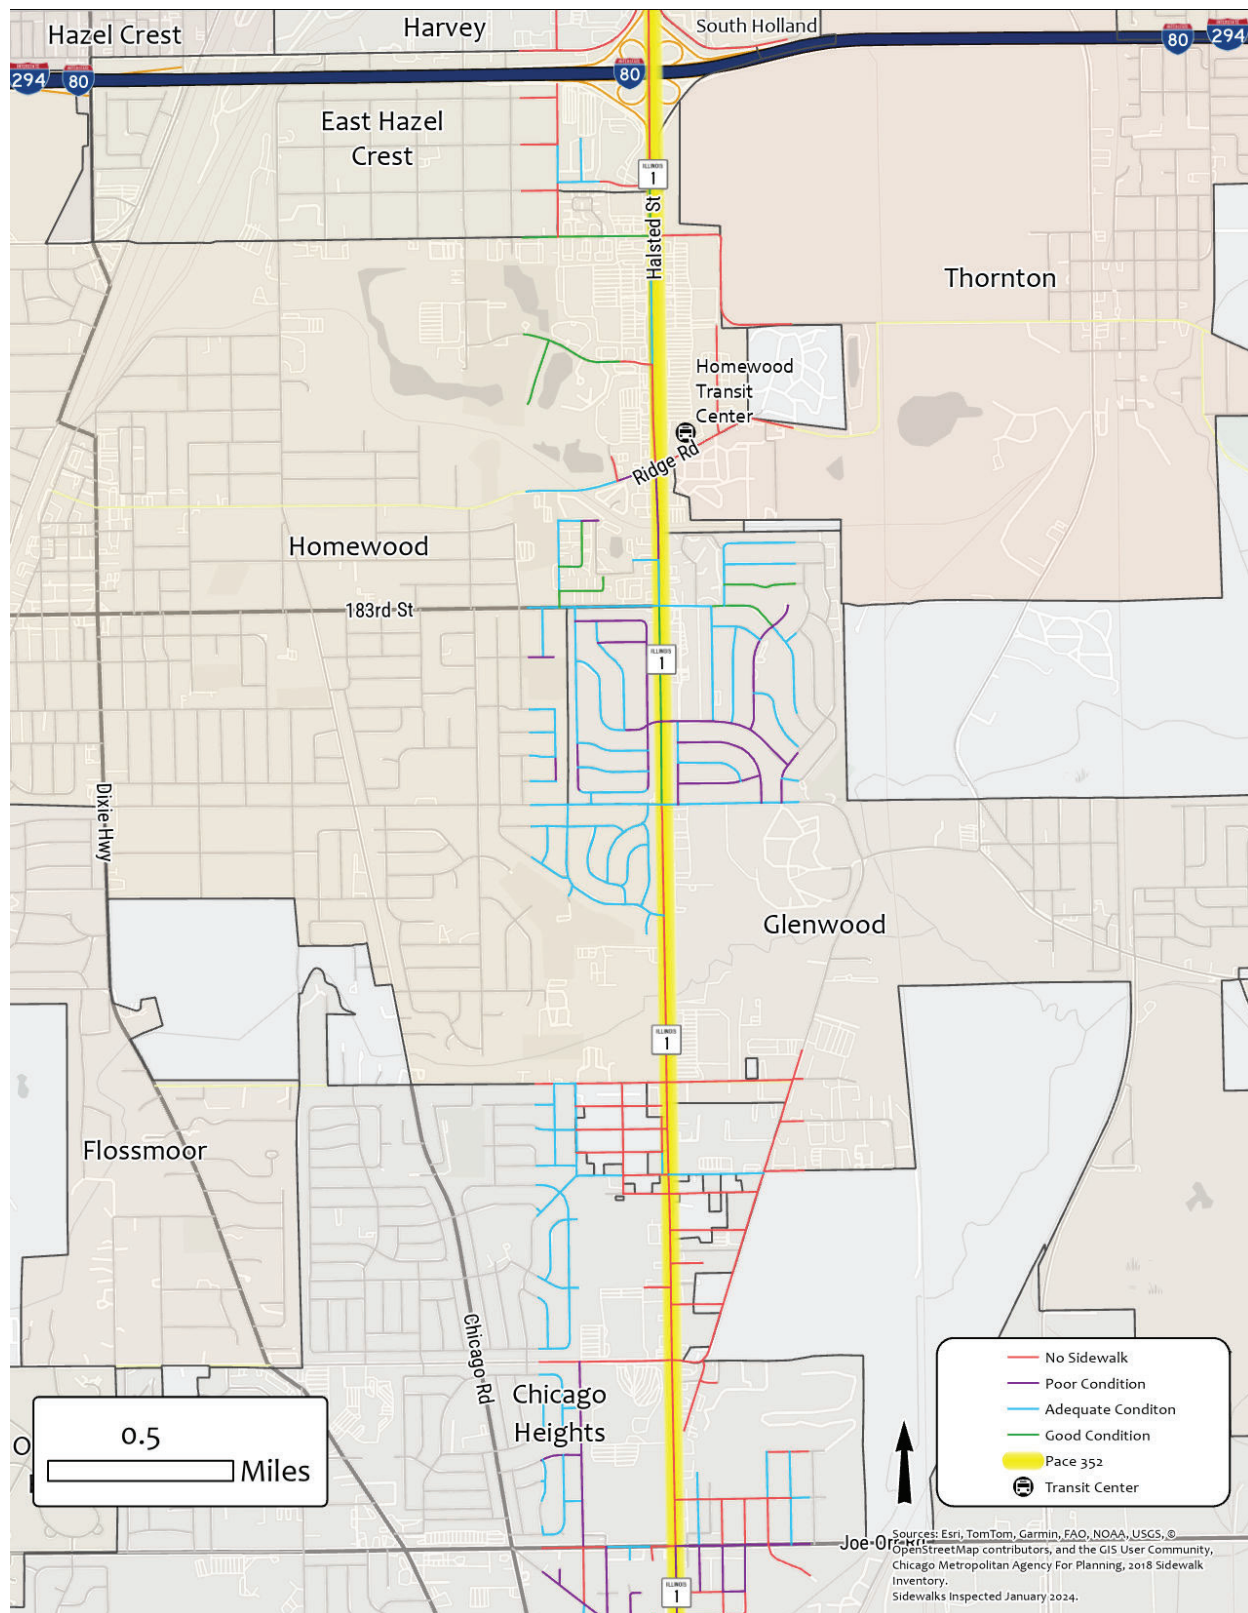 Hazel Crest
Harvey
South Holland
294
80
80
80
294
East Hazel
Crest
ILLINOIS
1
Halsted St
Thornton
Homewood
Transit
Center
Ridge Rd
Homewood
183rd St
ILLINOIS
1
Dixie Hwy
Glenwood
ILLINOIS
1
Flossmoor
Chicago Rd
Chicago
Heights
O
0.5
Miles
No Sidewalk
Poor Condition
Adequate Conditon
Good Condition
Pace 352
Transit Center
Joe Orr Rd
Sources: Esri, TomTom, Garmin, FAO, NOAA, USGS, ©
OpenStreetMap contributors, and the GIS User Community,
Chicago Metropolitan Agency For Planning, 2018 Sidewalk
Inventory.
Sidewalks Inspected January 2024.
ILLINOIS
1